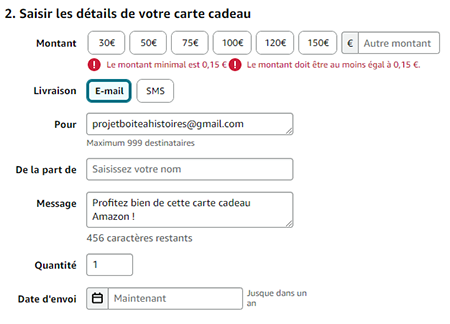 2. Saisir les détails de votre carte cadeau
Montant 30€ 50€ 75€ 100€ 120€ 150€ € Autre montant
! Le montant minimal est 0,15 € ! Le montant doit être au moins égal à 0,15 €.
Livraison E-mail SMS
Pour projetboiteahistoires@gmail.com
Maximum 999 destinataires
De la part de Saisissez votre nom
Message Profitez bien de cette carte cadeau
Amazon !
456 caractères restants
Quantité 1
Date d'envoi Maintenant Jusque dans un
an